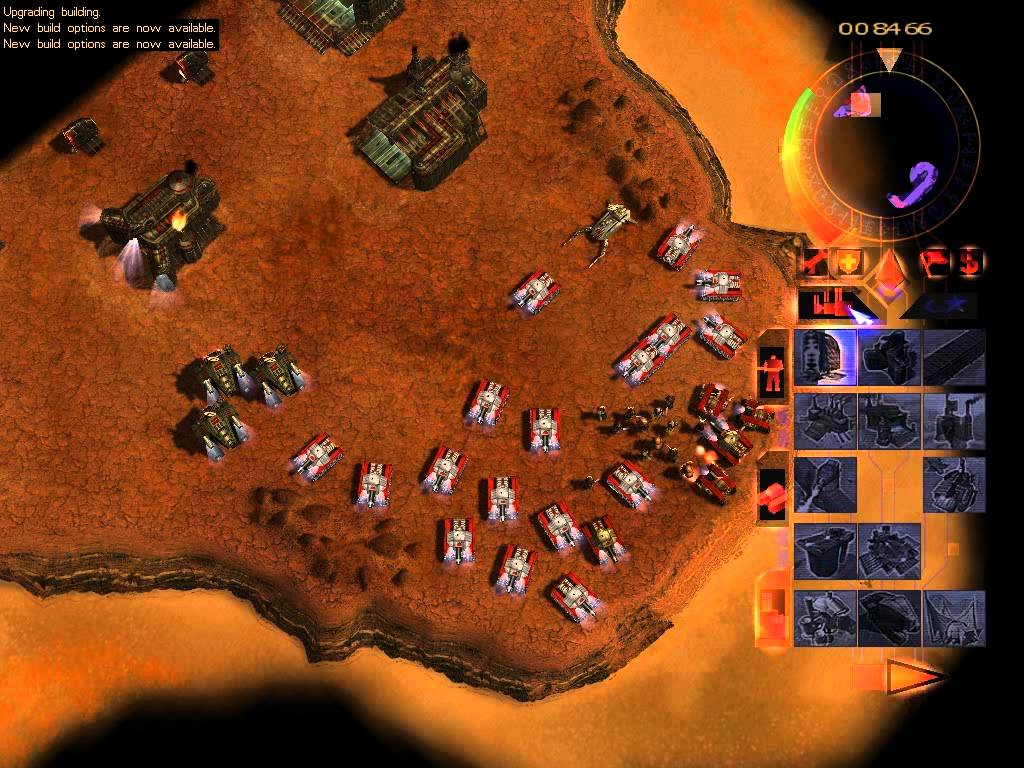 Upgrading building.
New build options are now available.
New build options are now available.
00 84 66
$